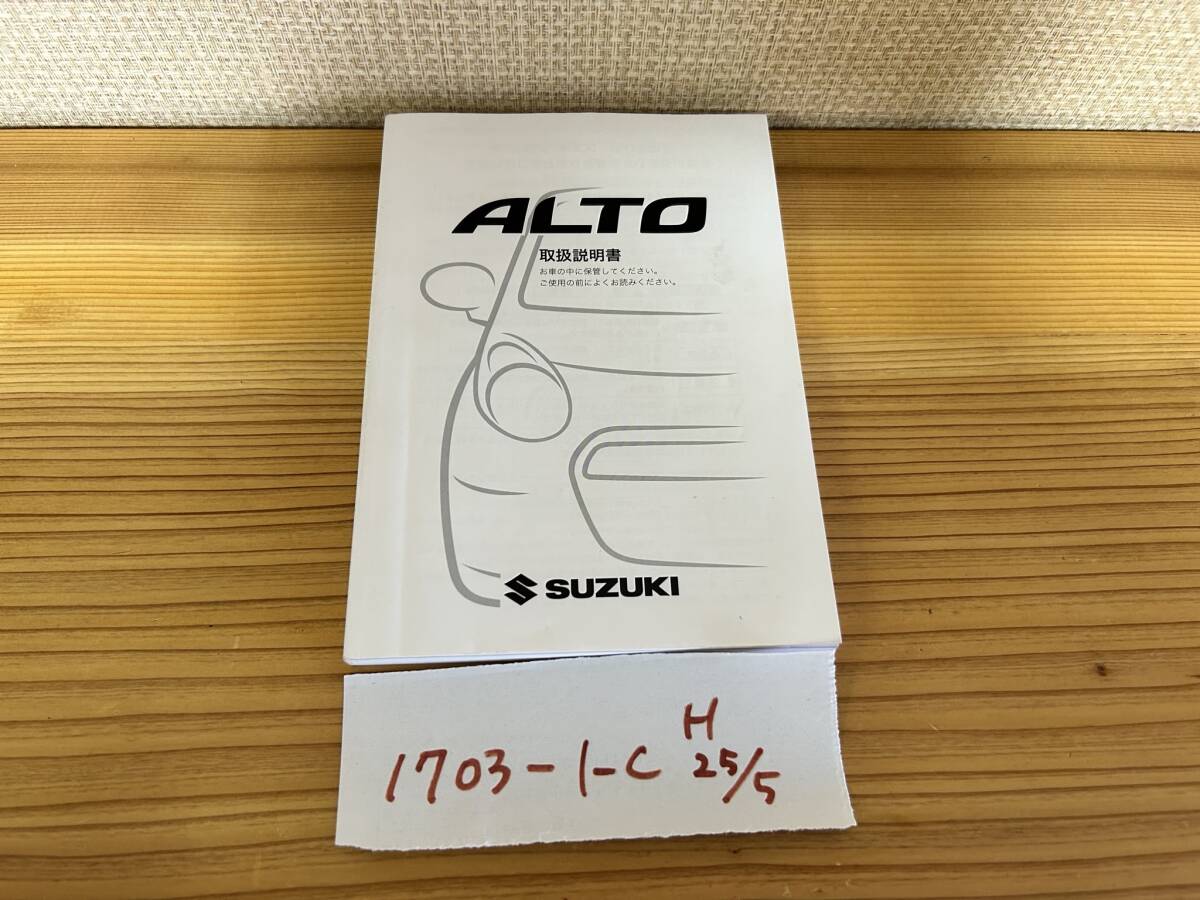 ALTO
取扱説明書
お車の中に保管してください。
ご使用の前によくお読みください。
SUZUKI
1703-1-C H25/5